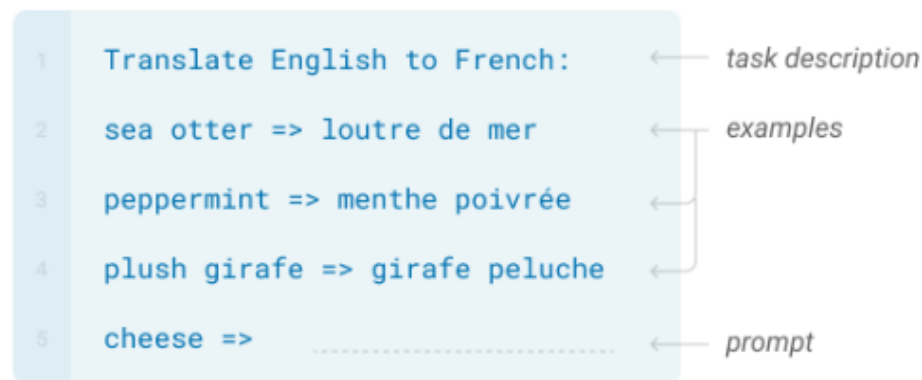 1 Translate English to French: task description
2 sea otter => loutre de mer examples
3 peppermint => menthe poivrée
4 plush girafe => girafe peluche
5 cheese => prompt